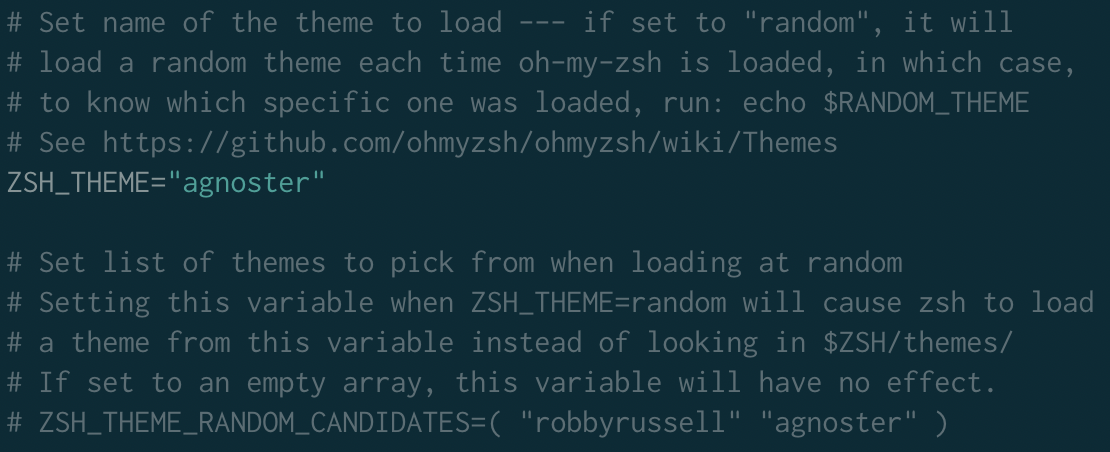 # Set name of the theme to load --- if set to "random", it will
# load a random theme each time oh-my-zsh is loaded, in which case,
# to know which specific one was loaded, run: echo $RANDOM_THEME
# See https://github.com/ohmyzsh/ohmyzsh/wiki/Themes
ZSH_THEME="agnoster"

# Set list of themes to pick from when loading at random
# Setting this variable when ZSH_THEME=random will cause zsh to load
# a theme from this variable instead of looking in $ZSH/themes/
# If set to an empty array, this variable will have no effect.
# ZSH_THEME_RANDOM_CANDIDATES=( "robbyrussell" "agnoster" )